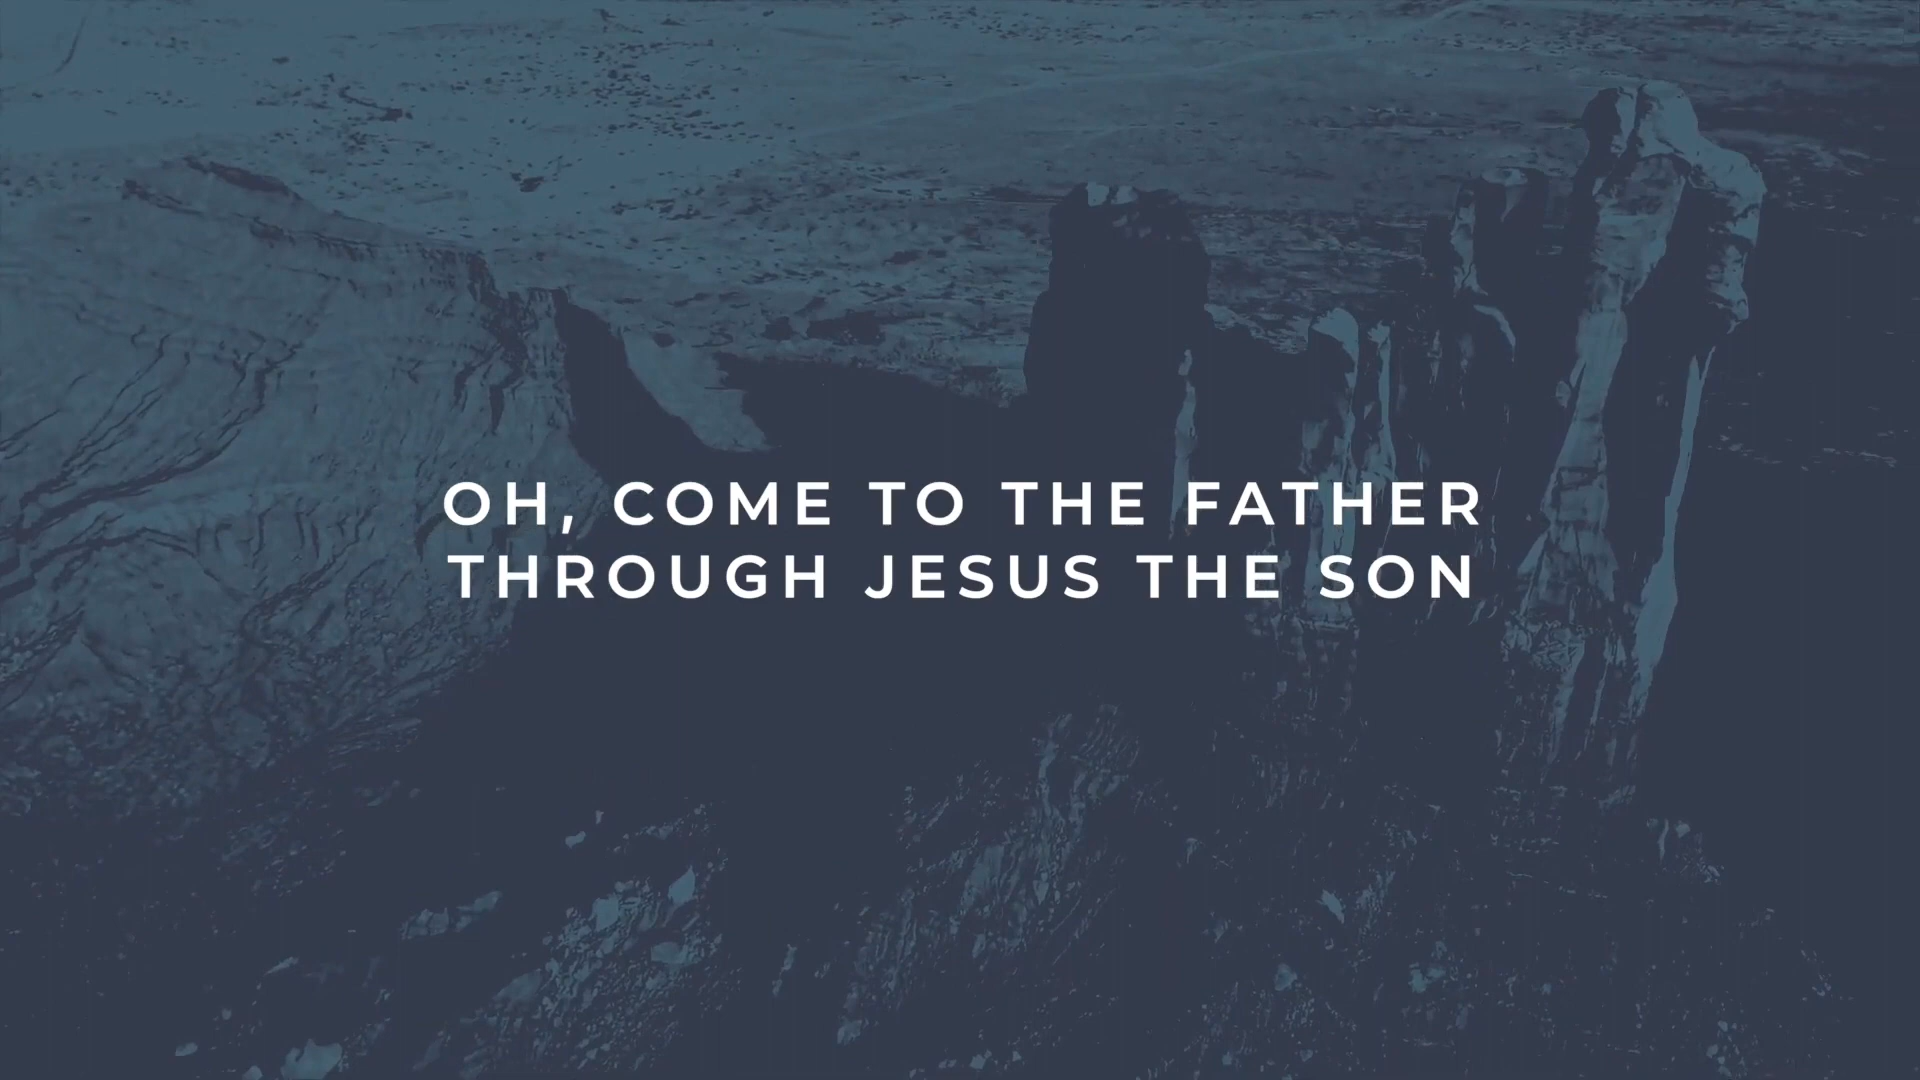 OH, COME TO THE FATHER
THROUGH JESUS THE SON